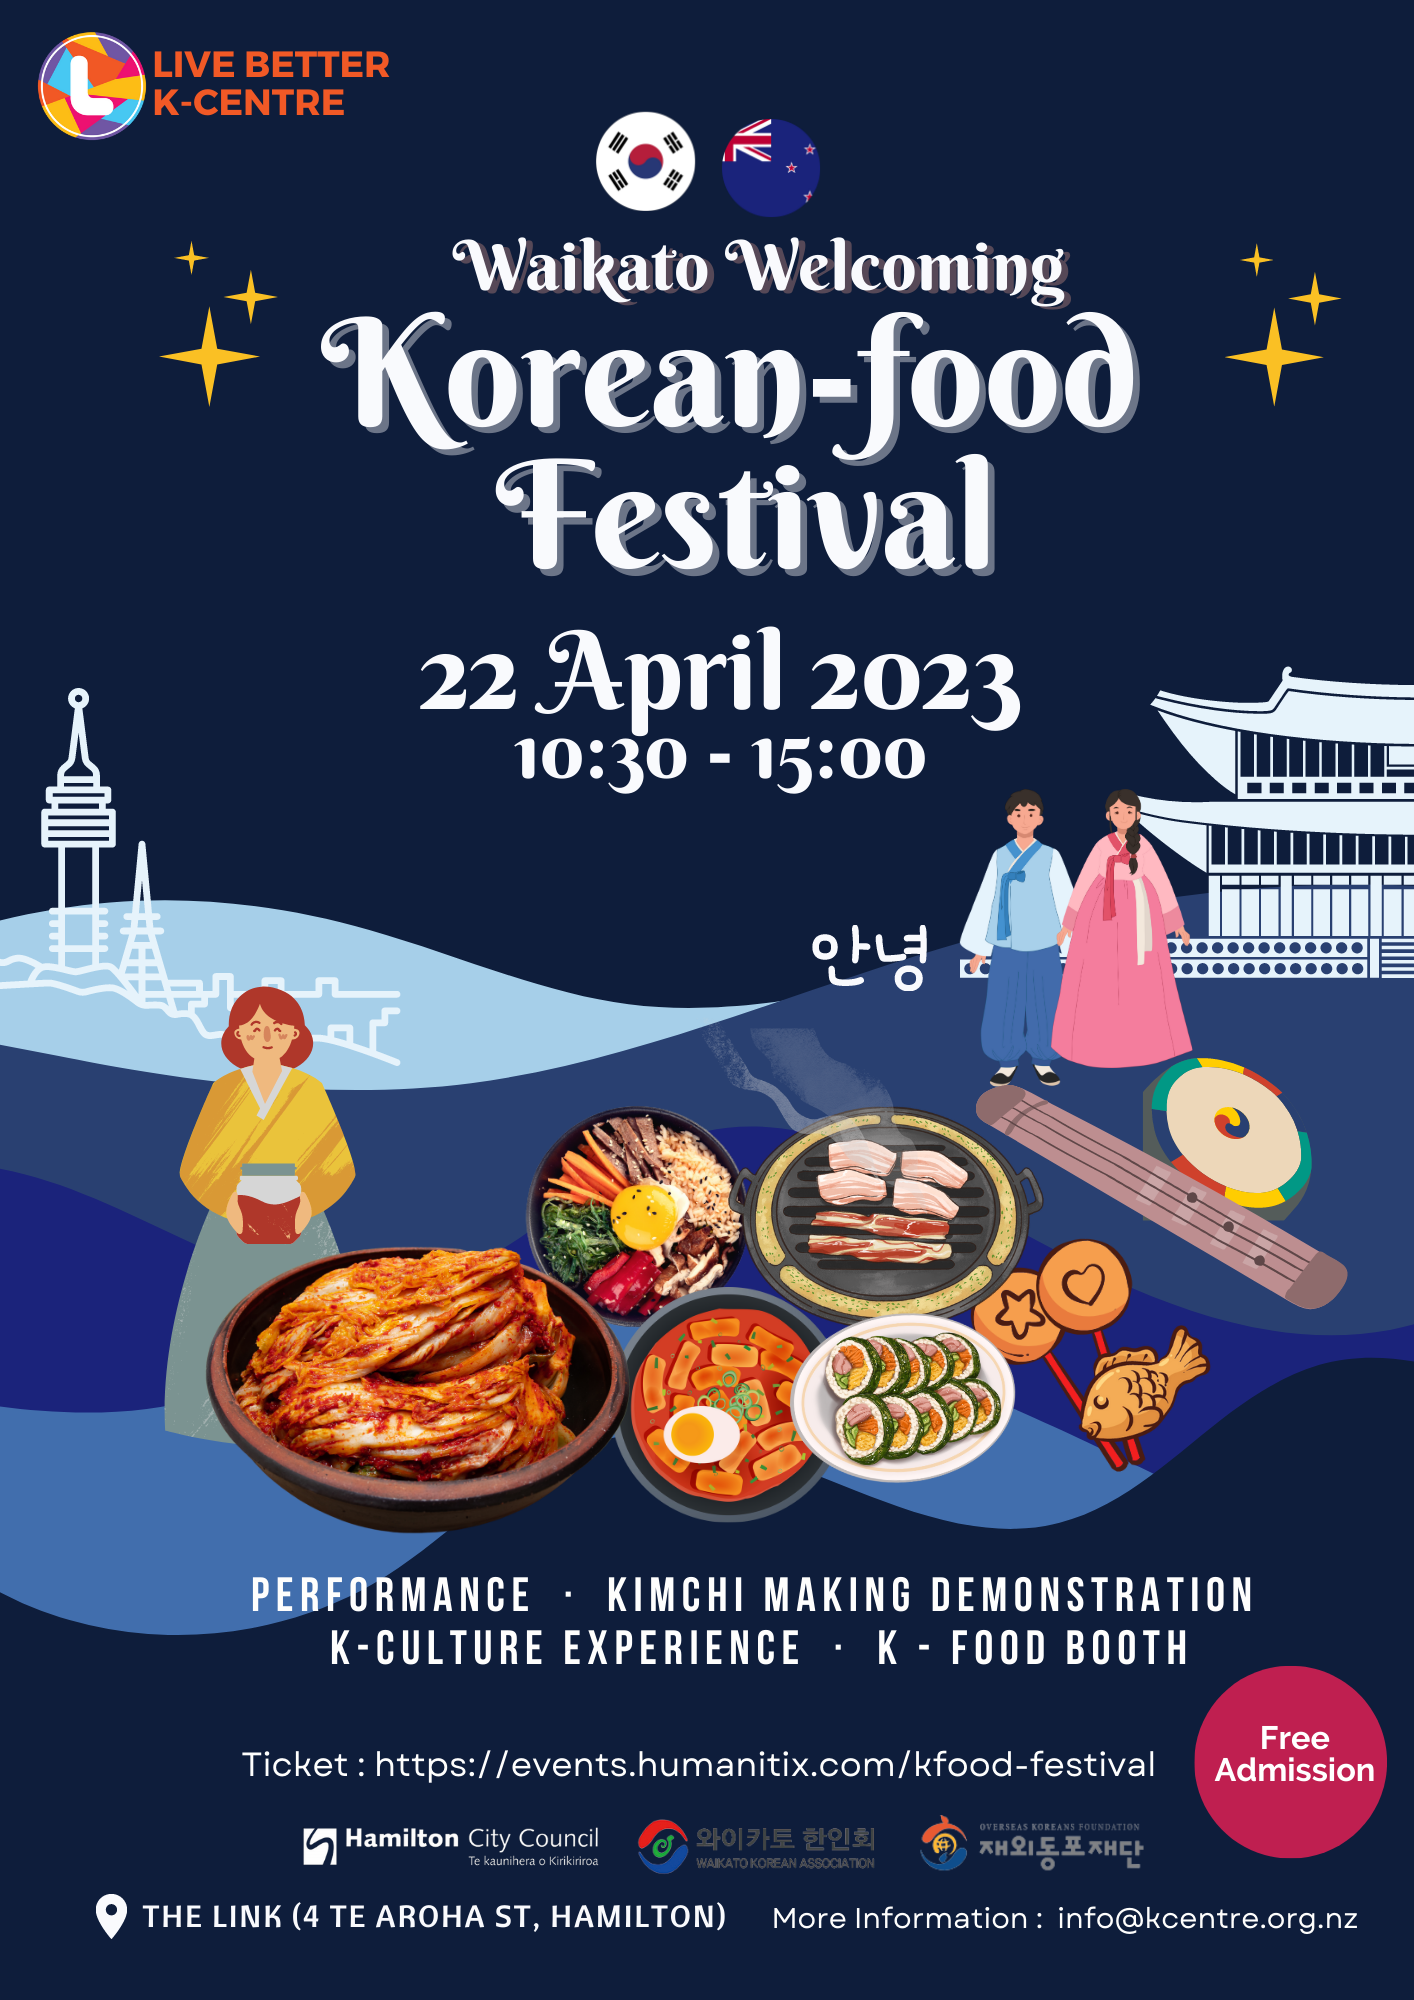 LIVE BETTER
K-CENTRE
Waikato Welcoming
Korean-food
Festival
22 April 2023
10:30 - 15:00
안녕
PERFORMANCE · KIMCHI MAKING DEMONSTRATION
K-CULTURE EXPERIENCE · K - FOOD BOOTH
Free
Admission
Ticket : https://events.humanitix.com/kfood-festival
Hamilton City Council
Te kaunihera o Kirikiriroa
와이카토 한인회
WAIKATO KOREAN ASSOCIATION
OVERSEAS KOREANS FOUNDATION
재외동포재단
THE LINK (4 TE AROHA ST, HAMILTON)
More Information : info@kcentre.org.nz